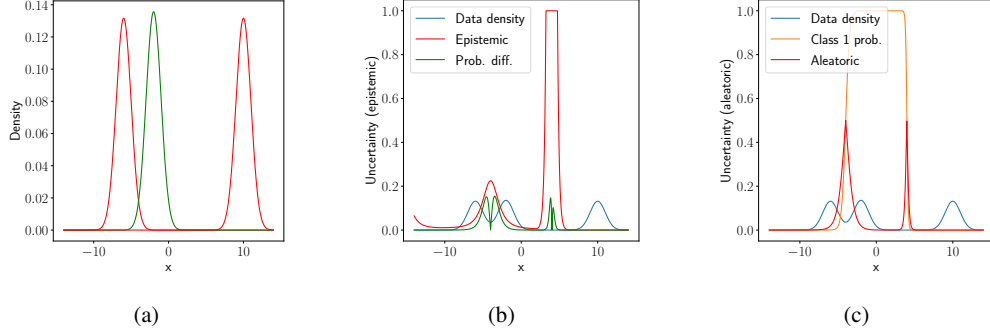 0.14
0.12
0.10
0.08
0.06
0.04
0.02
0.00
Density
−10
0
10
x
(a)
1.0
0.8
0.6
0.4
0.2
0.0
Uncertainty (epistemic)
Data density
Epistemic
Prob. diff.
−10
0
10
x
(b)
1.0
0.8
0.6
0.4
0.2
0.0
Uncertainty (aleatoric)
Data density
Class 1 prob.
Aleatoric
−10
0
10
x
(c)